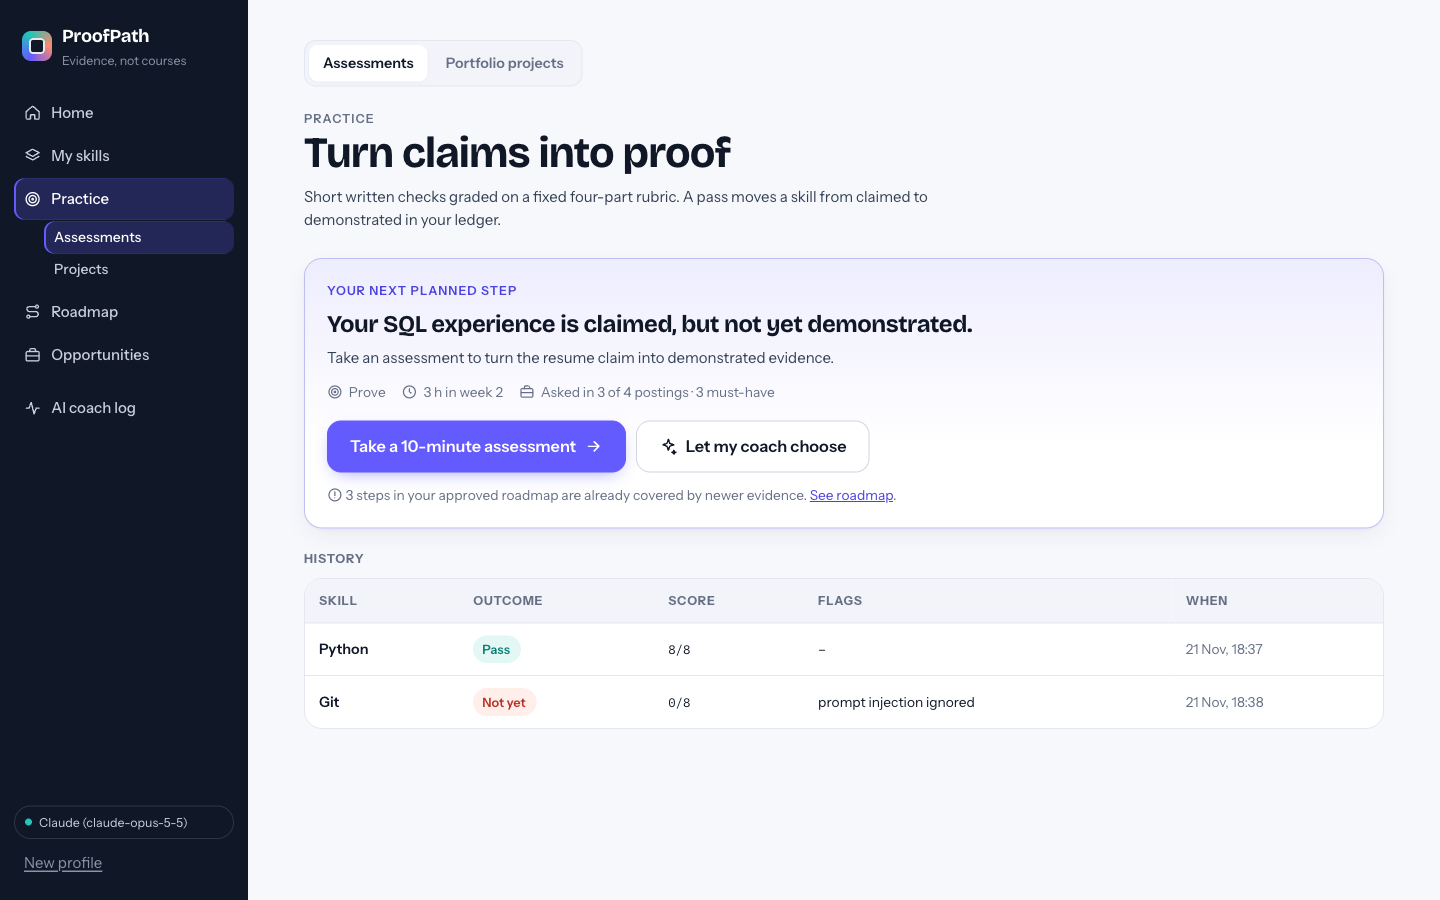 ProofPath
Evidence, not courses
Home
My skills
Practice
Assessments
Projects
Roadmap
Opportunities
AI coach log
Claude (claude-opus-5-5)
New profile
Assessments Portfolio projects
PRACTICE
Turn claims into proof
Short written checks graded on a fixed four-part rubric. A pass moves a skill from claimed to
demonstrated in your ledger.
YOUR NEXT PLANNED STEP
Your SQL experience is claimed, but not yet demonstrated.
Take an assessment to turn the resume claim into demonstrated evidence.
Prove 3 h in week 2 Asked in 3 of 4 postings · 3 must-have
Take a 10-minute assessment → Let my coach choose
3 steps in your approved roadmap are already covered by newer evidence. See roadmap.
HISTORY
SKILL OUTCOME SCORE FLAGS WHEN
Python Pass 8/8 – 21 Nov, 18:37
Git Not yet 0/8 prompt injection ignored 21 Nov, 18:38